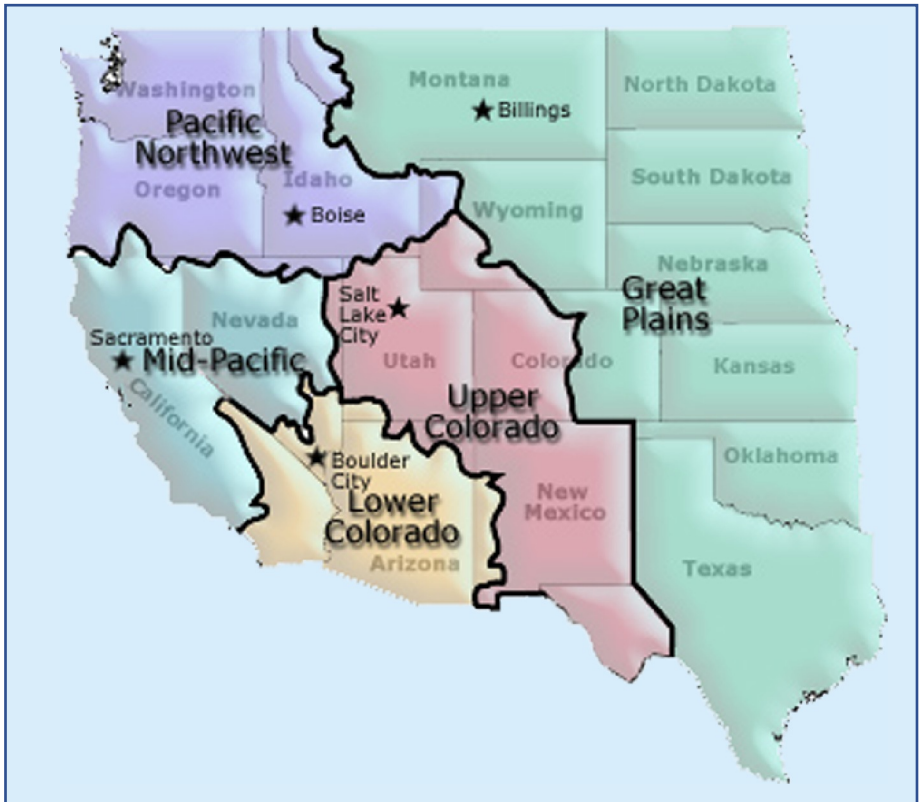 Washington
Pacific
Northwest
Oregon
Idaho
Boise
Montana
Billings
North Dakota
South Dakota
Wyoming
Nebraska
Great
Plains
Kansas
Oklahoma
Texas
Salt
Lake
City
Utah
Colorado
Upper
Colorado
New
Mexico
Nevada
Sacramento
Mid-Pacific
California
Boulder
City
Lower
Colorado
Arizona